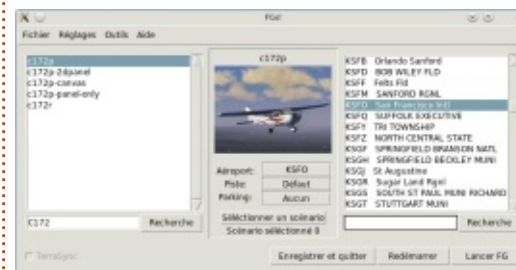 FGo!
Fichier Réglages Outils Aide
c172p
c172p-2dpanel
c172p-canvas
c172p-panel-only
c172r
C172
Recherche
TerraSync
c172p
Aéroport: KSFO
Piste: Défaut
Parking: Aucun
Séléctionner un scénario
Scénario séléctionné 0
KSFB Orlando Sanford
KSFD BOB WILEY FLD
KSFF Felts Fld
KSFM SANFORD RGNL
KSFO San Francisco Intl
KSFQ SUFFOLK EXECUTIVE
KSFY TRI TOWNSHIP
KSFZ NORTH CENTRAL STATE
KSGF SPRINGFIELD BRANSON NATL
KSGH SPRINGFIELD BECKLEY MUNI
KSGJ St Augustine
KSGR Sugar Land Rgnl
KSGS SOUTH ST PAUL MUNI RICHARD
KSGT STUTTGART MUNI
Recherche
Enregistrer et quitter
Redémarrer
Lancer FG